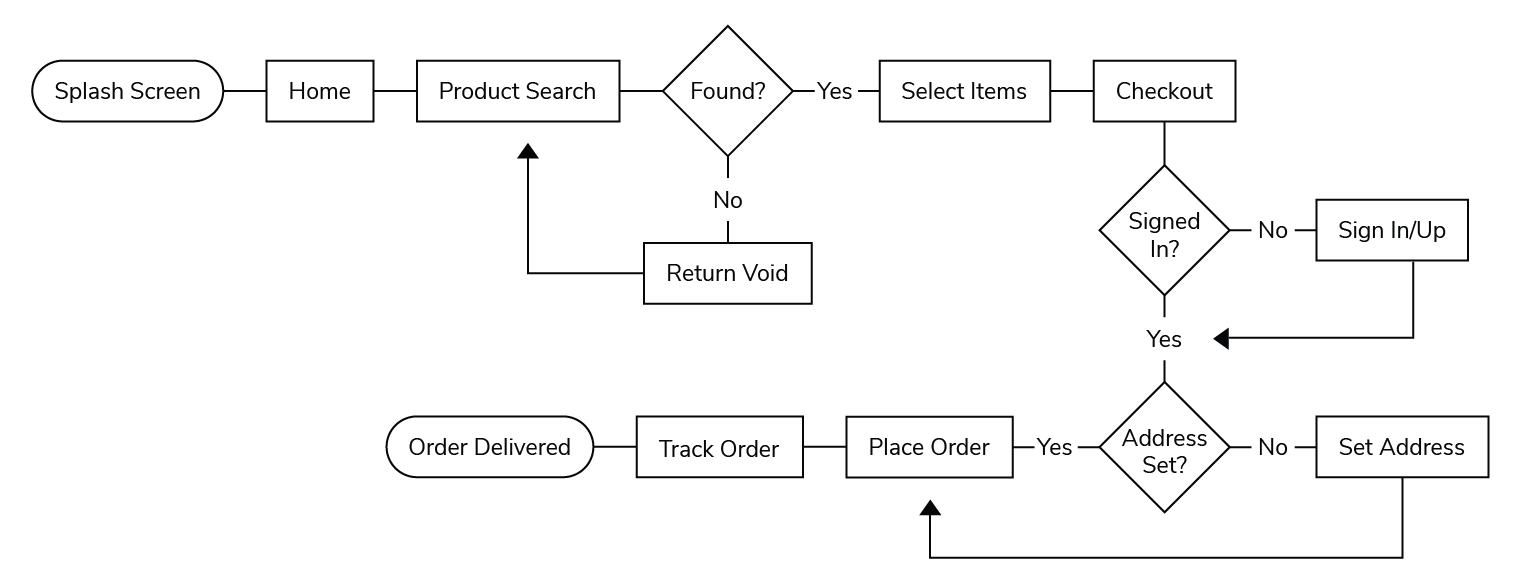 Splash Screen
Home
Product Search
Found?
Yes
Select Items
Checkout
No
Return Void
Signed
In?
No
Sign In/Up
Yes
Address
Set?
No
Set Address
Yes
Place Order
Track Order
Order Delivered